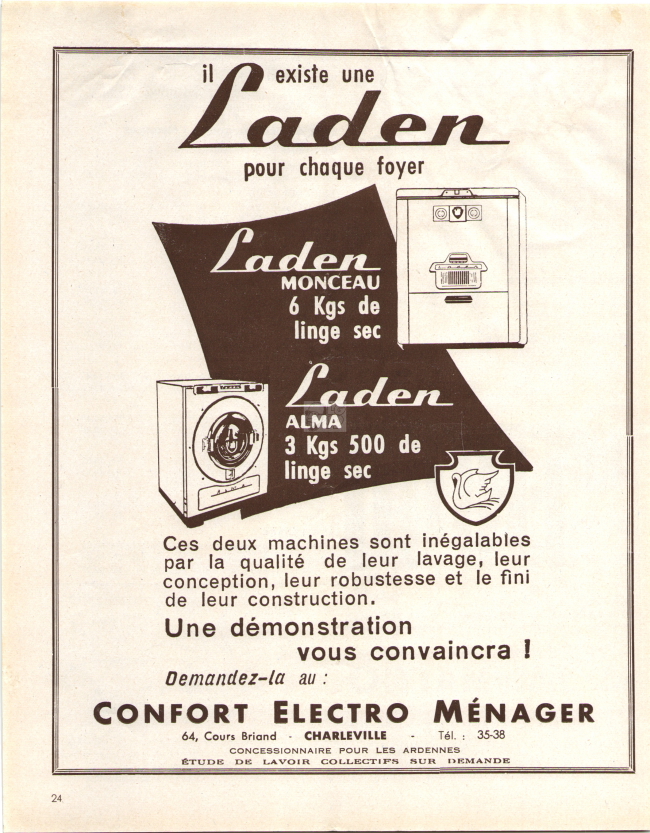 il existe une
Laden
pour chaque foyer
Laden
MONCEAU
6 Kgs de
linge sec
Laden
ALMA
3 Kgs 500 de
linge sec
Ces deux machines sont inégalables
par la qualité de leur lavage, leur
conception, leur robustesse et le fini
de leur construction.
Une démonstration
vous convaincra !
Demandez-la au :
CONFORT ELECTRO MÉNAGER
64, Cours Briand - CHARLEVILLE - Tél. : 35-38
CONCESSIONNAIRE POUR LES ARDENNES
ÉTUDE DE LAVOIR COLLECTIFS SUR DEMANDE
24